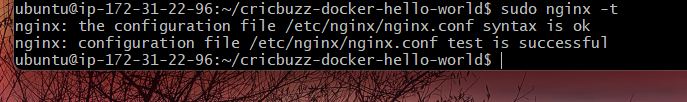 ubuntu@ip-172-31-22-96:~/cricbuzz-docker-hello-world$ sudo nginx -t
nginx: the configuration file /etc/nginx/nginx.conf syntax is ok
nginx: configuration file /etc/nginx/nginx.conf test is successful
ubuntu@ip-172-31-22-96:~/cricbuzz-docker-hello-world$